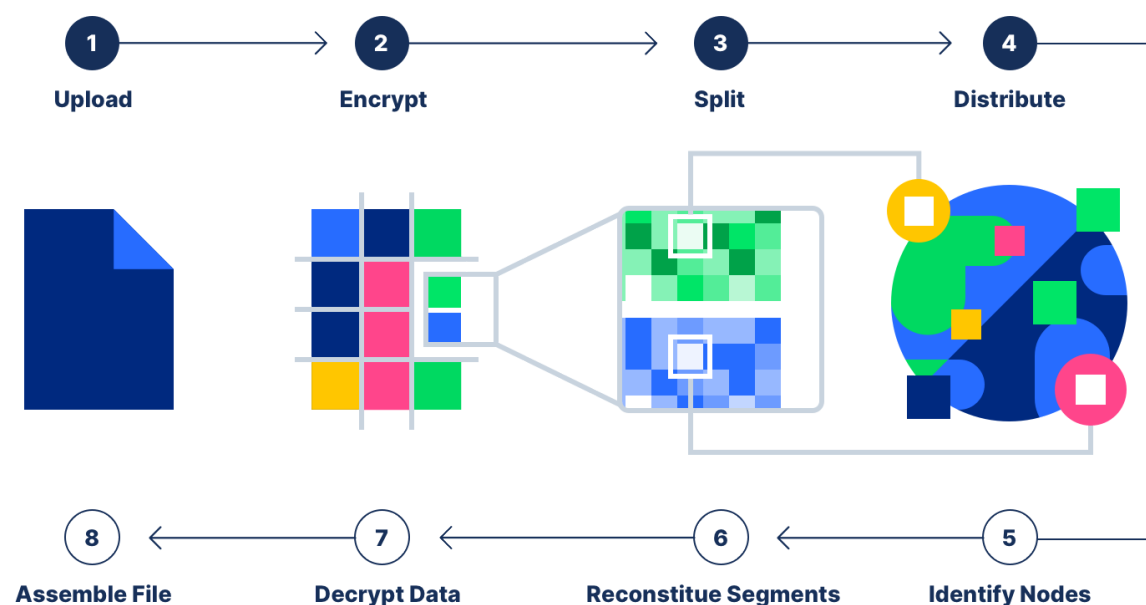 1
2
3
4
Upload
Encrypt
Split
Distribute
8
7
6
5
Assemble File
Decrypt Data
Reconstitue Segments
Identify Nodes